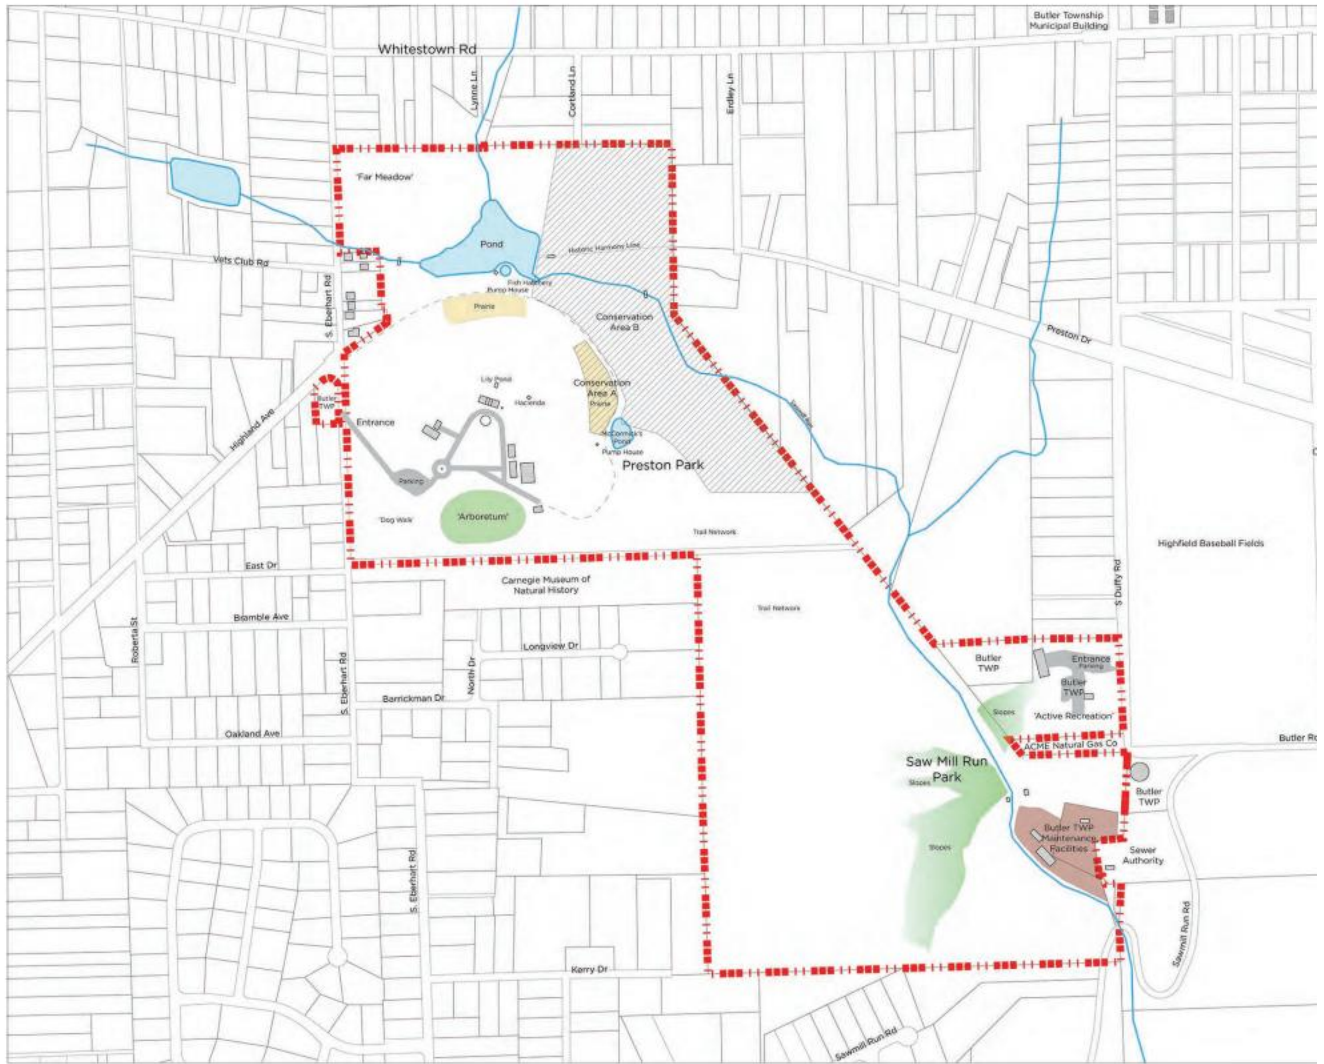 Butler Township
Municipal Building
Whitestown Rd
Lynne Ln
Cortland Ln
Erdley Ln
'Far Meadow'
Pond
Historic Harmony Line
Vets Club Rd
Fish Hatchery
Pump House
S. Eberhart Rd
Prairie
Conservation
Area B
Preston Dr
Lily Pond
Conservation
Area A
Prairie
Hacienda
Butler
TWP
Highland Ave
Entrance
McCormick's
Pond
Pump House
Preston Park
Parking
'Arboretum'
'Dog Walk'
Trail Network
Highfield Baseball Fields
East Dr
Carnegie Museum of
Natural History
S Duffy Rd
Trail Network
Bramble Ave
Roberta St
Longview Dr
North Dr
S. Eberhart Rd
Barrickman Dr
Butler
TWP
Entrance
Parking
Butler
TWP
'Active Recreation'
Slopes
Oakland Ave
ACME Natural Gas Co
Butler Rd
Saw Mill Run
Park
Slopes
Butler
TWP
Butler TWP
Maintenance
Facilities
Slopes
Sewer
Authority
S. Eberhart Rd
Sawmill Run Rd
Kerry Dr
Sawmill Run Rd